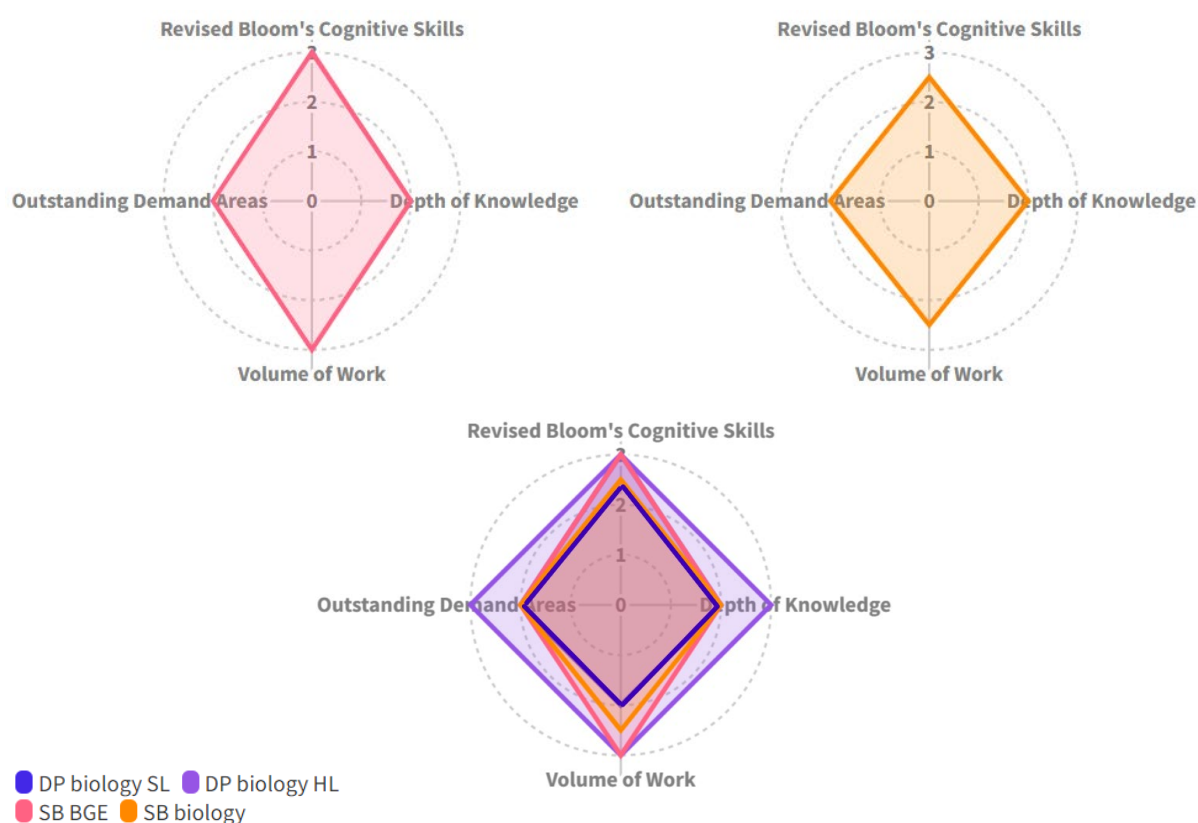 Revised Bloom's Cognitive Skills
3
2
1
Outstanding Demand Areas 0 Depth of Knowledge
Volume of Work
Revised Bloom's Cognitive Skills
3
2
1
Outstanding Demand Areas 0 Depth of Knowledge
Volume of Work
Revised Bloom's Cognitive Skills
3
2
1
Outstanding Demand Areas 0 Depth of Knowledge
Volume of Work
DP biology SL DP biology HL
SB BGE SB biology